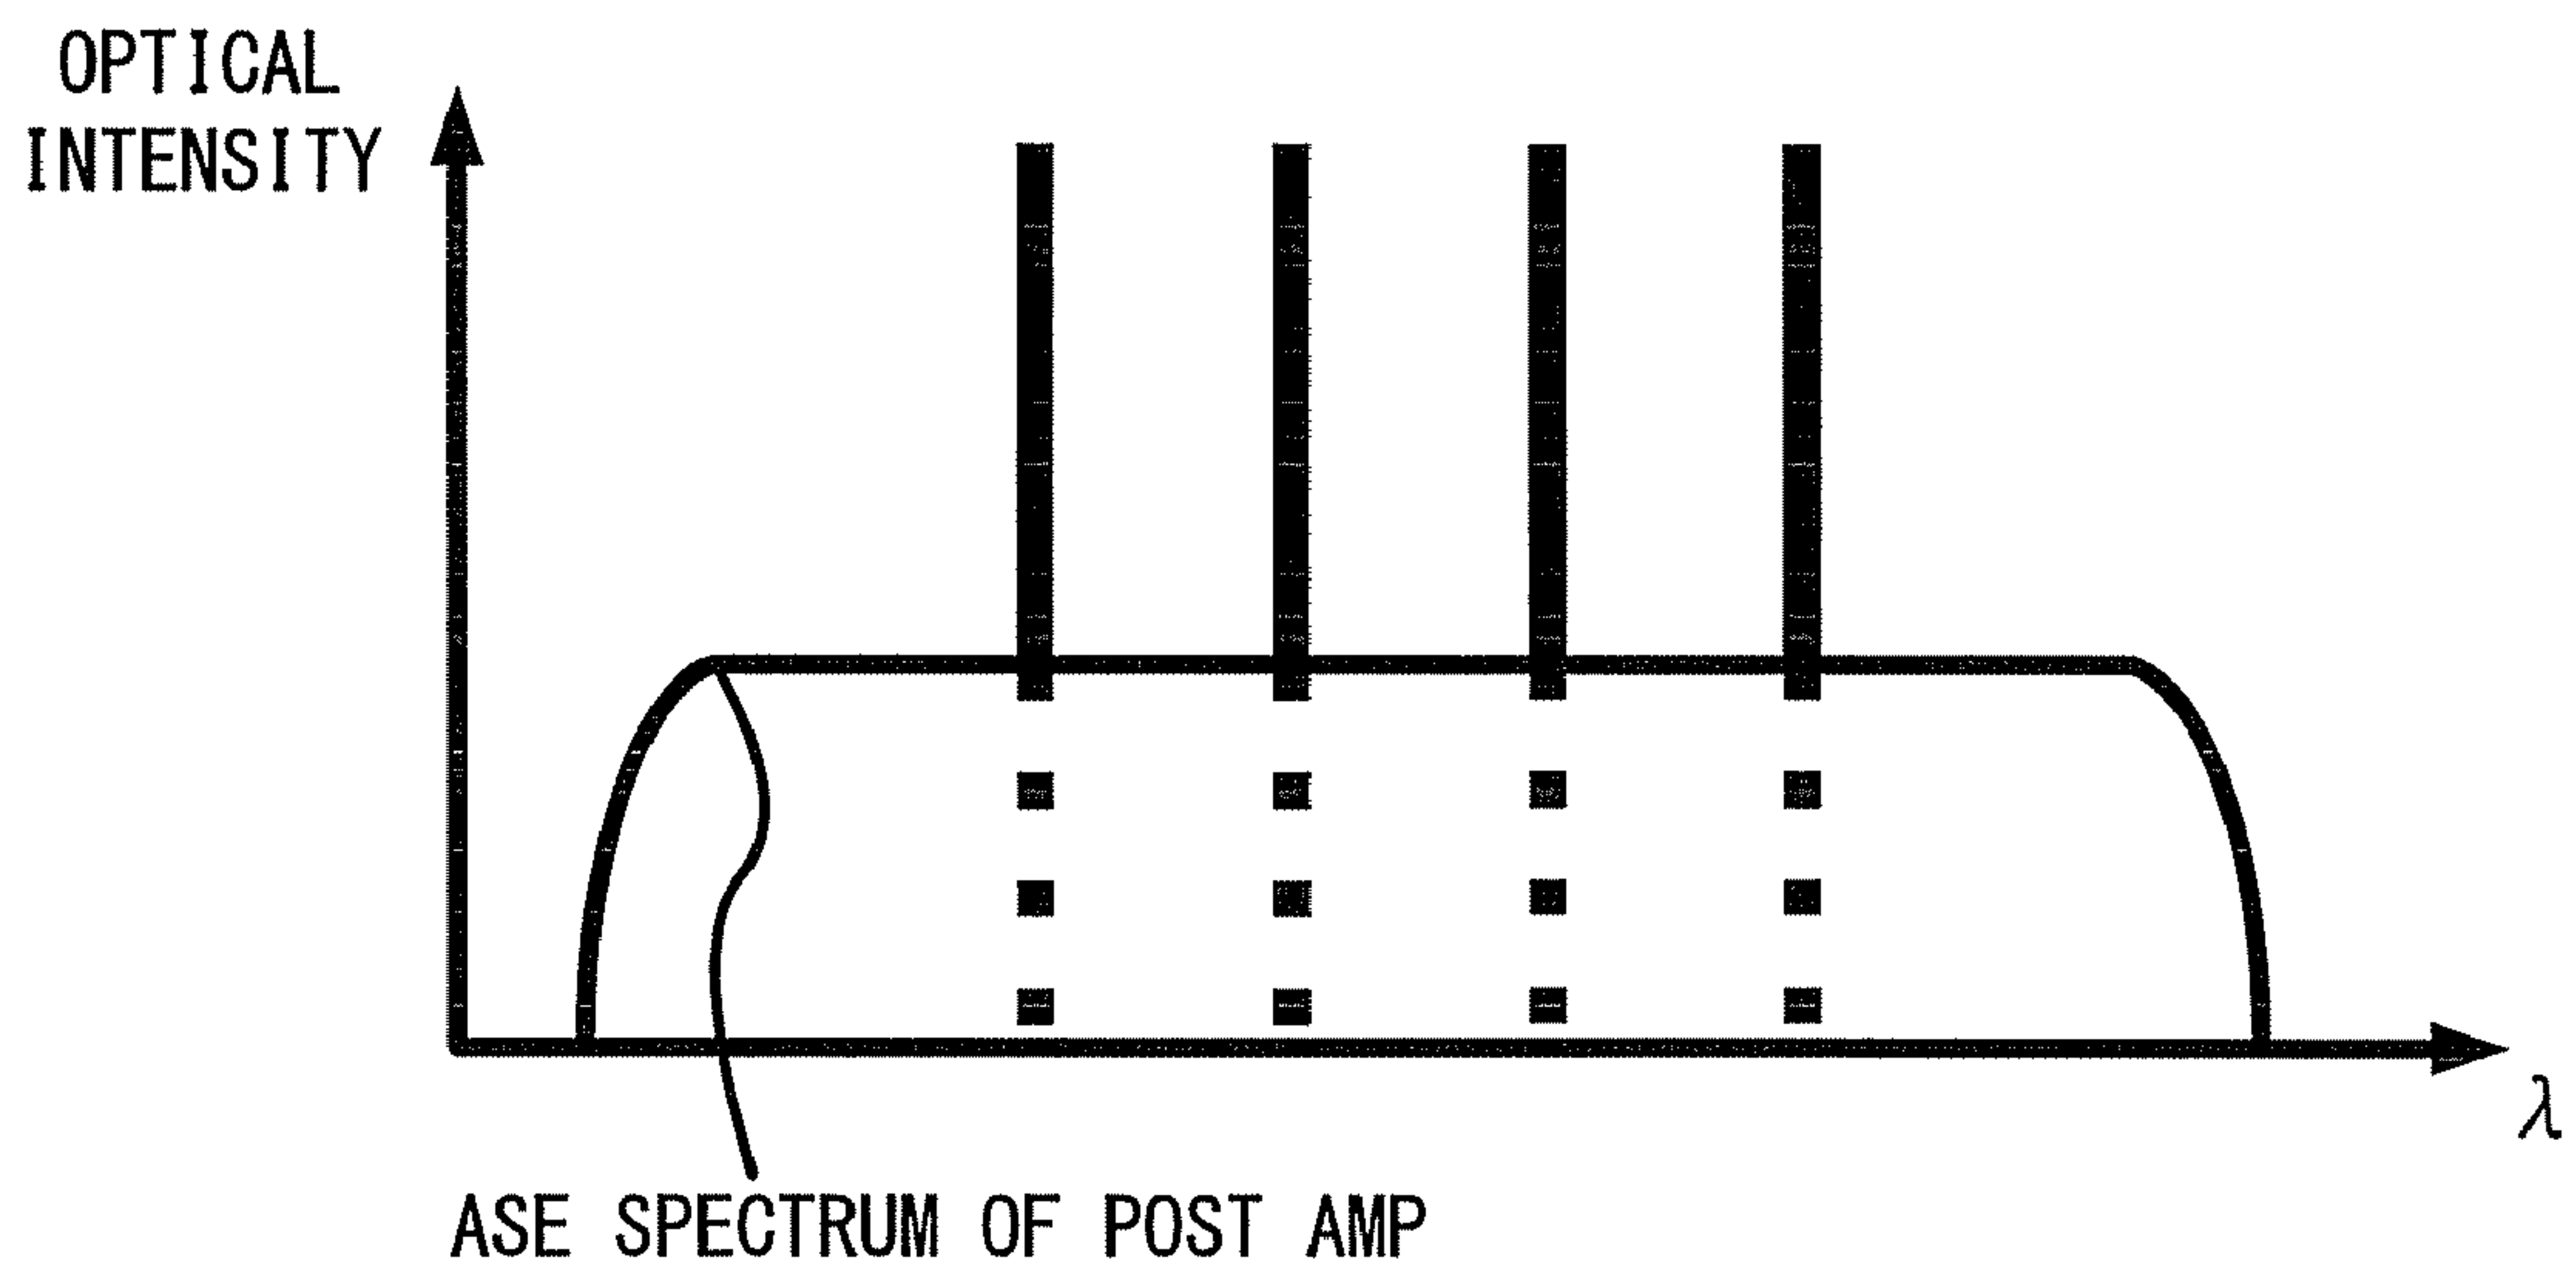 OPTICAL
INTENSITY
λ
ASE SPECTRUM OF POST AMP